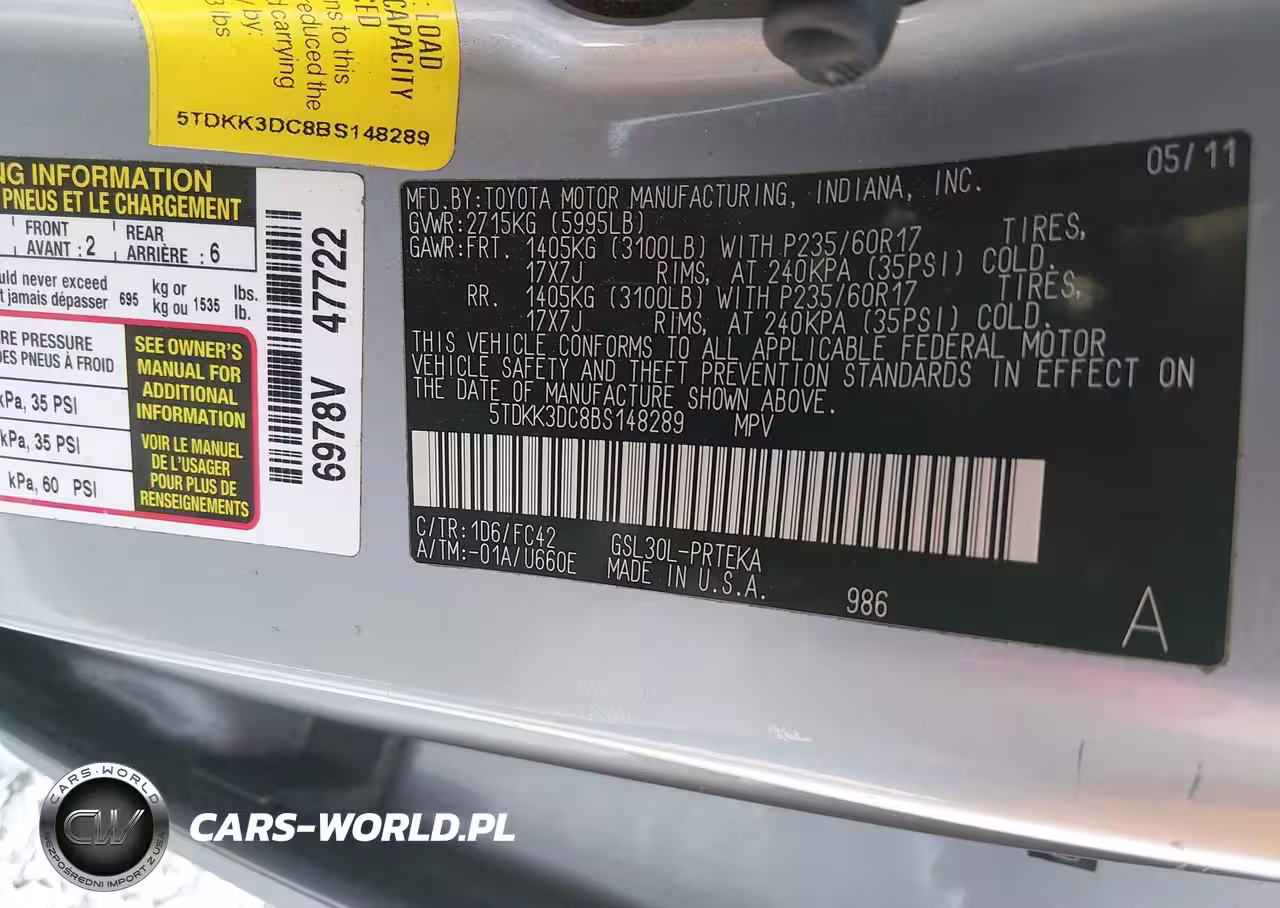 : LOAD
CAPACITY
CED
ns to this
reduced the
d carrying
y by:
3 lbs
5TDKK3DC8BS148289
NG INFORMATION
PNEUS ET LE CHARGEMENT
FRONT
AVANT : 2
REAR
ARRIÈRE : 6
uld never exceed
t jamais dépasser 695 kg or
kg ou 1535 lbs.
lb.
RE PRESSURE
DES PNEUS À FROID
kPa, 35 PSI
kPa, 35 PSI
kPa, 60 PSI
SEE OWNER'S
MANUAL FOR
ADDITIONAL
INFORMATION
VOIR LE MANUEL
DE L'USAGER
POUR PLUS DE
RENSEIGNEMENTS
6978V 47722
05/11
MFD.BY:TOYOTA MOTOR MANUFACTURING, INDIANA, INC.
GVWR:2715KG (5995LB)
GAWR:FRT. 1405KG (3100LB) WITH P235/60R17 TIRES,
17X7J RIMS, AT 240KPA (35PSI) COLD.
RR. 1405KG (3100LB) WITH P235/60R17 TIRES,
17X7J RIMS, AT 240KPA (35PSI) COLD.
THIS VEHICLE CONFORMS TO ALL APPLICABLE FEDERAL MOTOR
VEHICLE SAFETY AND THEFT PREVENTION STANDARDS IN EFFECT ON
THE DATE OF MANUFACTURE SHOWN ABOVE.
5TDKK3DC8BS148289 MPV
C/TR:1D6/FC42 GSL30L-PRTEKA
A/TM:-01A/U660E MADE IN U.S.A.
986
A
CARS-WORLD
CW
BEZPOŚREDNI IMPORT Z USA
CARS-WORLD.PL